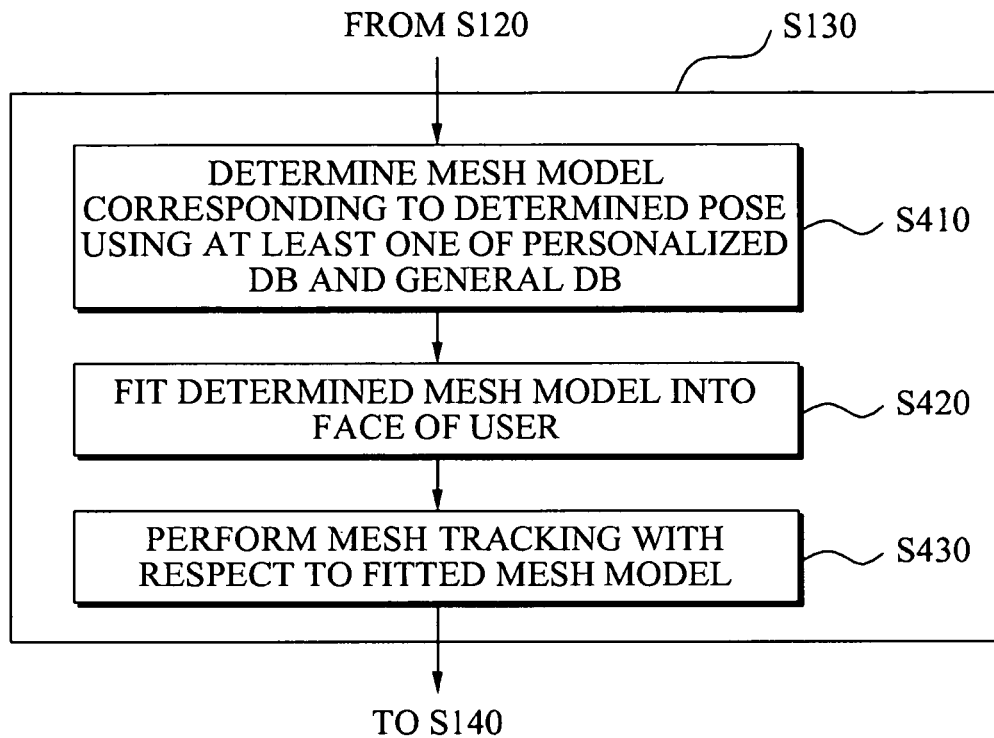 FROM S120
S130
DETERMINE MESH MODEL
CORRESPONDING TO DETERMINED POSE
USING AT LEAST ONE OF PERSONALIZED
DB AND GENERAL DB
S410
FIT DETERMINED MESH MODEL INTO
FACE OF USER
S420
PERFORM MESH TRACKING WITH
RESPECT TO FITTED MESH MODEL
S430
TO S140